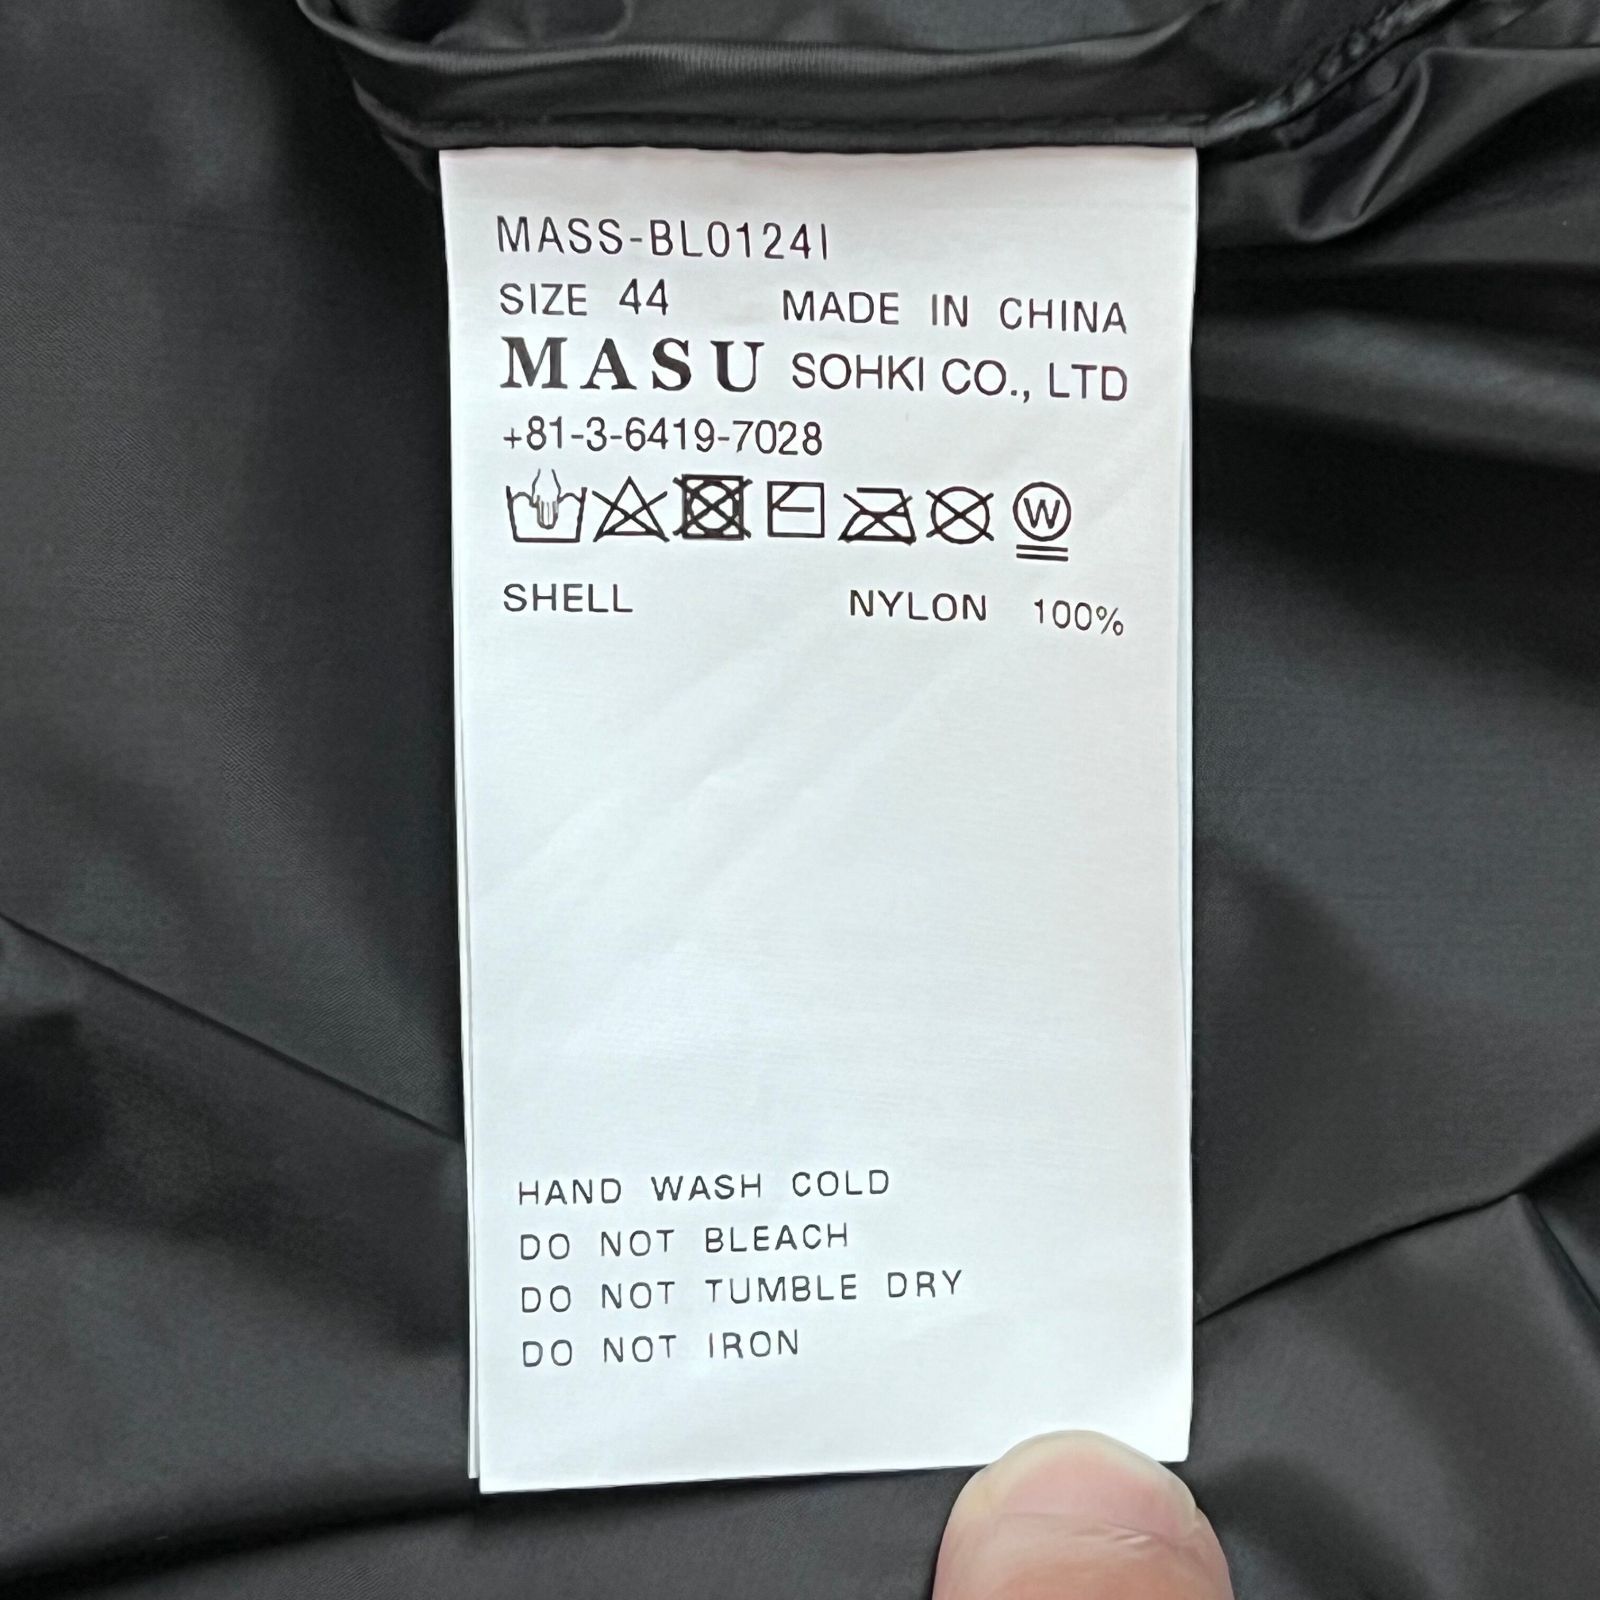 MASS-BL0124I
SIZE 44 MADE IN CHINA
MASU SOHKI CO., LTD
+81-3-6419-7028
W
SHELL NYLON 100%
HAND WASH COLD
DO NOT BLEACH
DO NOT TUMBLE DRY
DO NOT IRON